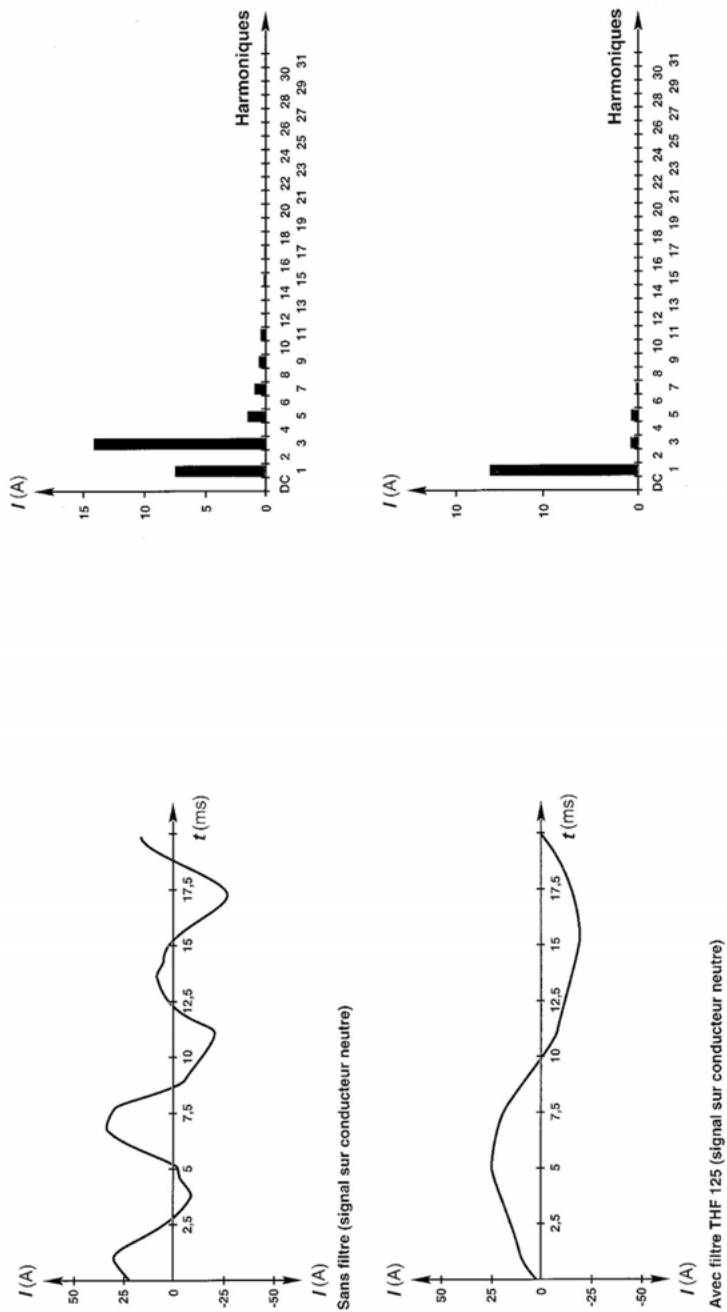 I (A)
50
25
0
-25
-50
I (A)
2,5 5 7,5 10 12,5 15 17,5
t (ms)
Sans filtre (signal sur conducteur neutre)
I (A)
15
10
5
0
Harmoniques
DC 2 4 6 8 10 12 14 16 18 20 22 24 26 28 30
1 3 5 7 9 11 13 15 17 19 21 23 25 27 29 31
I (A)
50
25
0
-25
-50
I (A)
2,5 5 7,5 10 12,5 15 17,5
t (ms)
Avec filtre THF 125 (signal sur conducteur neutre)
I (A)
10
10
0
Harmoniques
DC 2 4 6 8 10 12 14 16 18 20 22 24 26 28 30
1 3 5 7 9 11 13 15 17 19 21 23 25 27 29 31